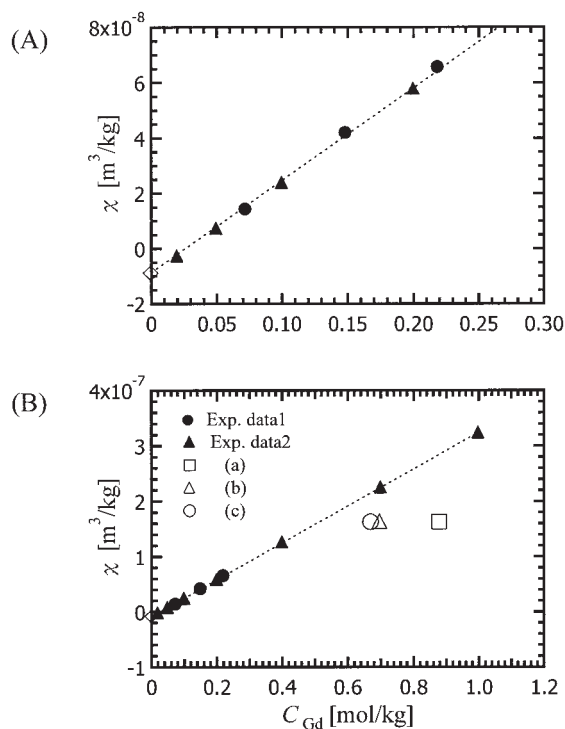 (A)
8x10⁻⁸
6
4
2
0
-2
χ [m³/kg]
0 0.05 0.10 0.15 0.20 0.25 0.30
(B)
4x10⁻⁷
3
2
1
0
-1
χ [m³/kg]
Exp. data1
Exp. data2
(a)
(b)
(c)
0 0.2 0.4 0.6 0.8 1.0 1.2
C_Gd [mol/kg]